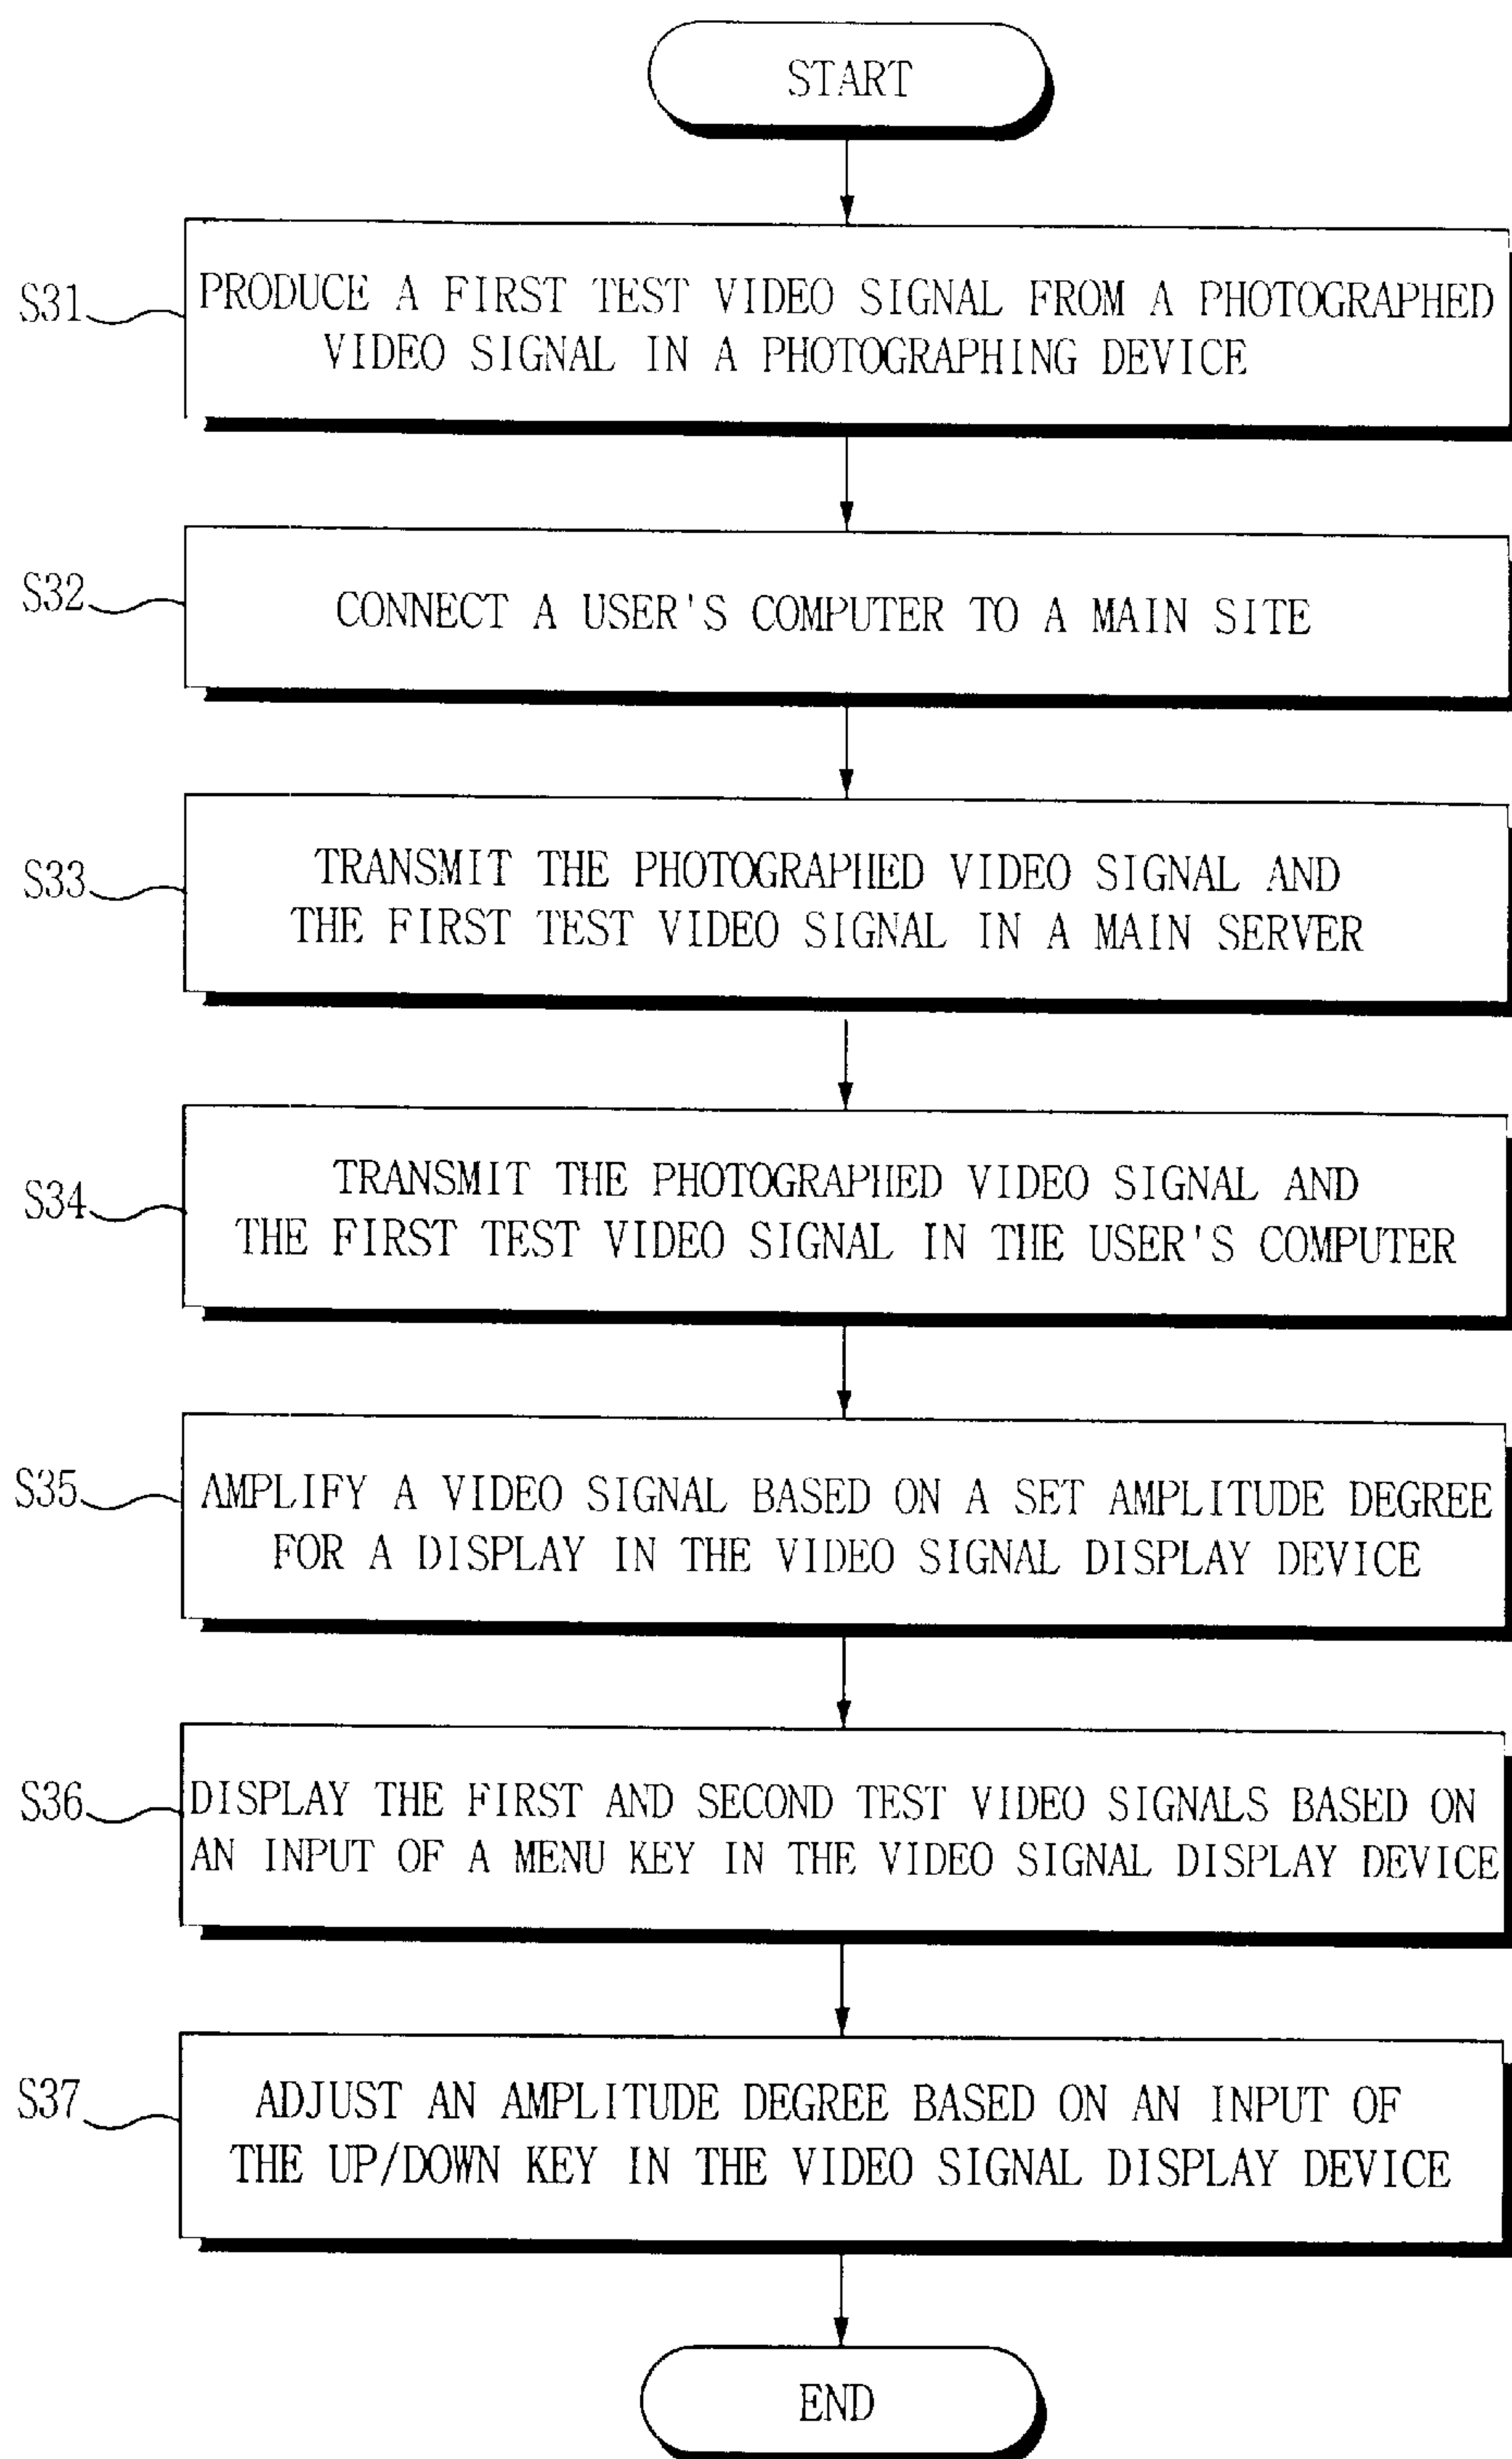 START
S31
PRODUCE A FIRST TEST VIDEO SIGNAL FROM A PHOTOGRAPHED
VIDEO SIGNAL IN A PHOTOGRAPHING DEVICE
S32
CONNECT A USER'S COMPUTER TO A MAIN SITE
S33
TRANSMIT THE PHOTOGRAPHED VIDEO SIGNAL AND
THE FIRST TEST VIDEO SIGNAL IN A MAIN SERVER
S34
TRANSMIT THE PHOTOGRAPHED VIDEO SIGNAL AND
THE FIRST TEST VIDEO SIGNAL IN THE USER'S COMPUTER
S35
AMPLIFY A VIDEO SIGNAL BASED ON A SET AMPLITUDE DEGREE
FOR A DISPLAY IN THE VIDEO SIGNAL DISPLAY DEVICE
S36
DISPLAY THE FIRST AND SECOND TEST VIDEO SIGNALS BASED ON
AN INPUT OF A MENU KEY IN THE VIDEO SIGNAL DISPLAY DEVICE
S37
ADJUST AN AMPLITUDE DEGREE BASED ON AN INPUT OF
THE UP/DOWN KEY IN THE VIDEO SIGNAL DISPLAY DEVICE
END